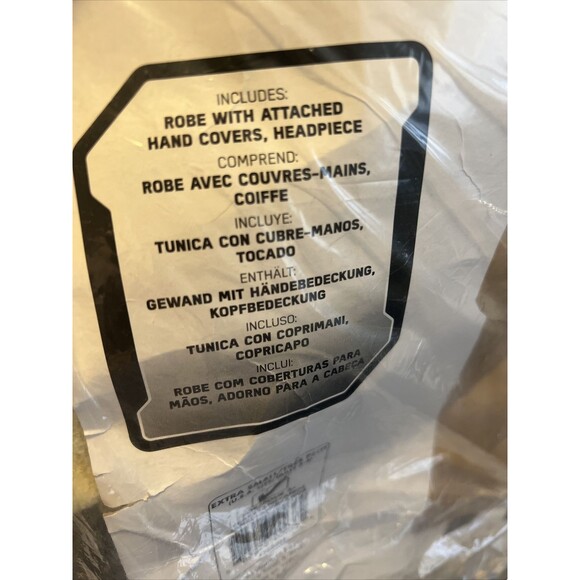 INCLUDES:
ROBE WITH ATTACHED
HAND COVERS, HEADPIECE
COMPREND:
ROBE AVEC COUVRES-MAINS,
COIFFE
INCLUYE:
TUNICA CON CUBRE-MANOS,
TOCADO
ENTHÄLT:
GEWAND MIT HÄNDEBEDECKUNG,
KOPFBEDECKUNG
INCLUSO:
TUNICA CON COPRIMANI,
COPRICAPO
INCLUI:
ROBE COM COBERTURAS PARA
MÃOS, ADORNO PARA A CABEÇA
EXTRA SMALL